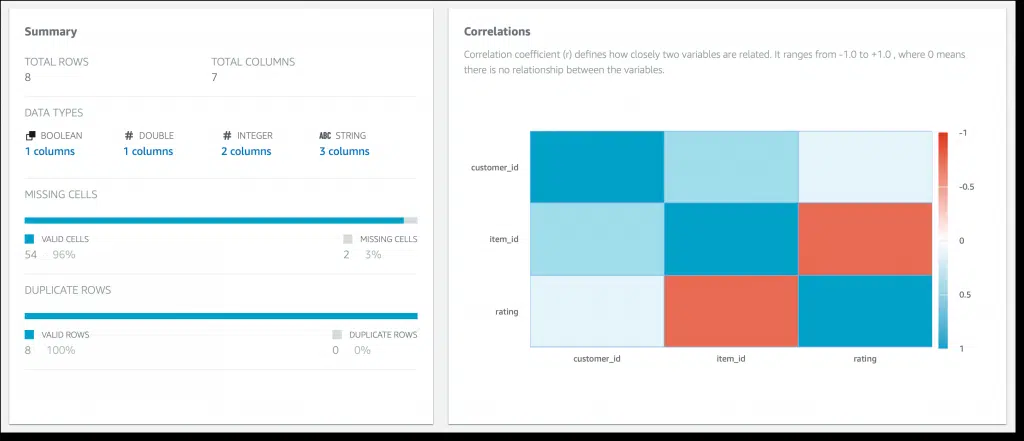 Summary
TOTAL ROWS
TOTAL COLUMNS
8
7
DATA TYPES
BOOLEAN
# DOUBLE
# INTEGER
ABC STRING
1 columns
1 columns
2 columns
3 columns
MISSING CELLS
VALID CELLS
MISSING CELLS
54 96%
2 3%
DUPLICATE ROWS
VALID ROWS
DUPLICATE ROWS
8 100%
0 0%
Correlations
Correlation coefficient (r) defines how closely two variables are related. It ranges from -1.0 to +1.0 , where 0 means
there is no relationship between the variables.
customer_id
item_id
rating
customer_id
item_id
rating
-1
-0.5
0
0.5
1